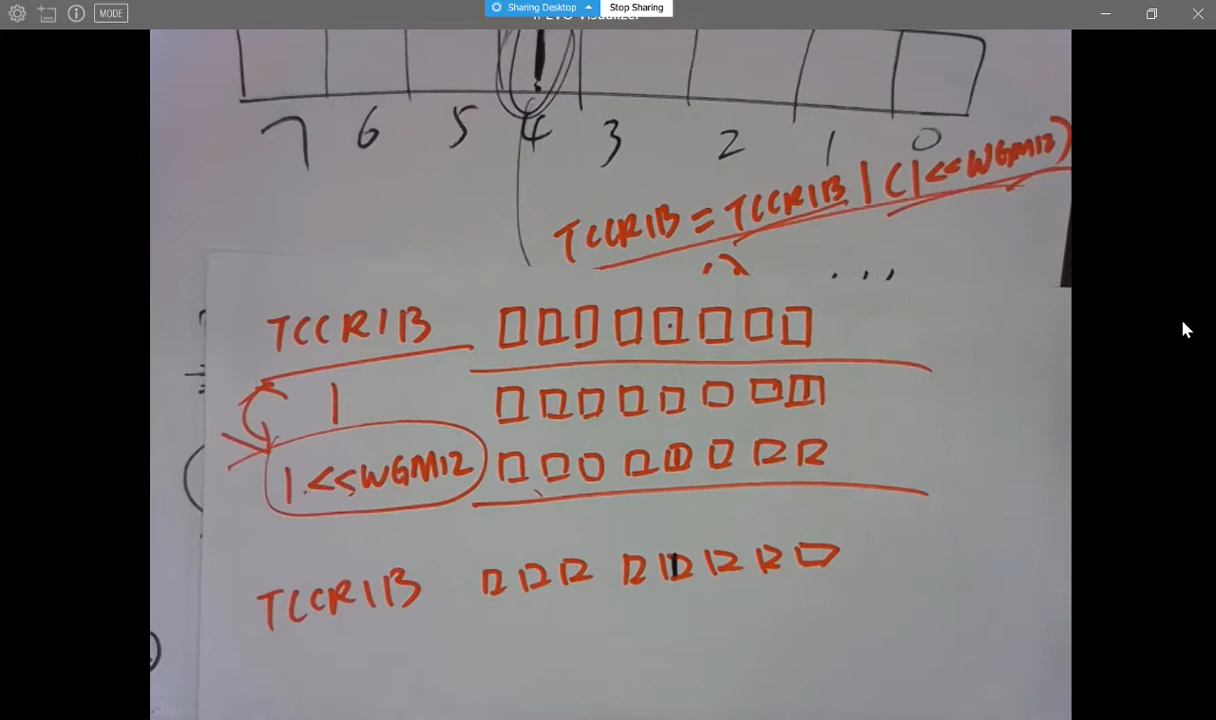 MODE
Sharing Desktop
Stop Sharing
7 6 5 4 3 2 1 0
TCCR1B = TCCR1B | (1<<WGM12)
...
TCCR1B
1
1<<WGM12
TCCR1B